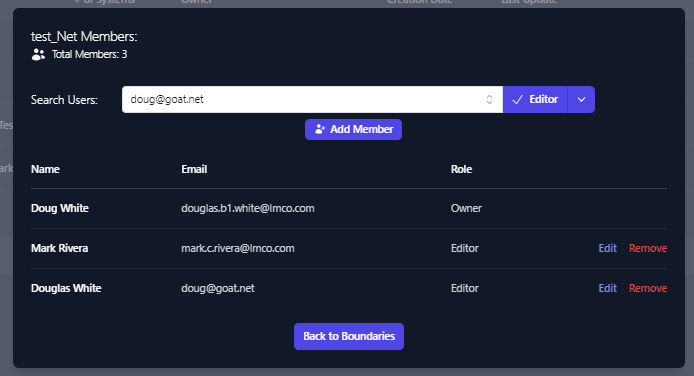 # of Systems Owner Creation Date Last Update
test_Net Members:
Total Members: 3
Search Users: doug@goat.net Editor
Add Member
Name Email Role
Doug White douglas.b1.white@lmco.com Owner
Mark Rivera mark.c.rivera@lmco.com Editor Edit Remove
Douglas White doug@goat.net Editor Edit Remove
Back to Boundaries